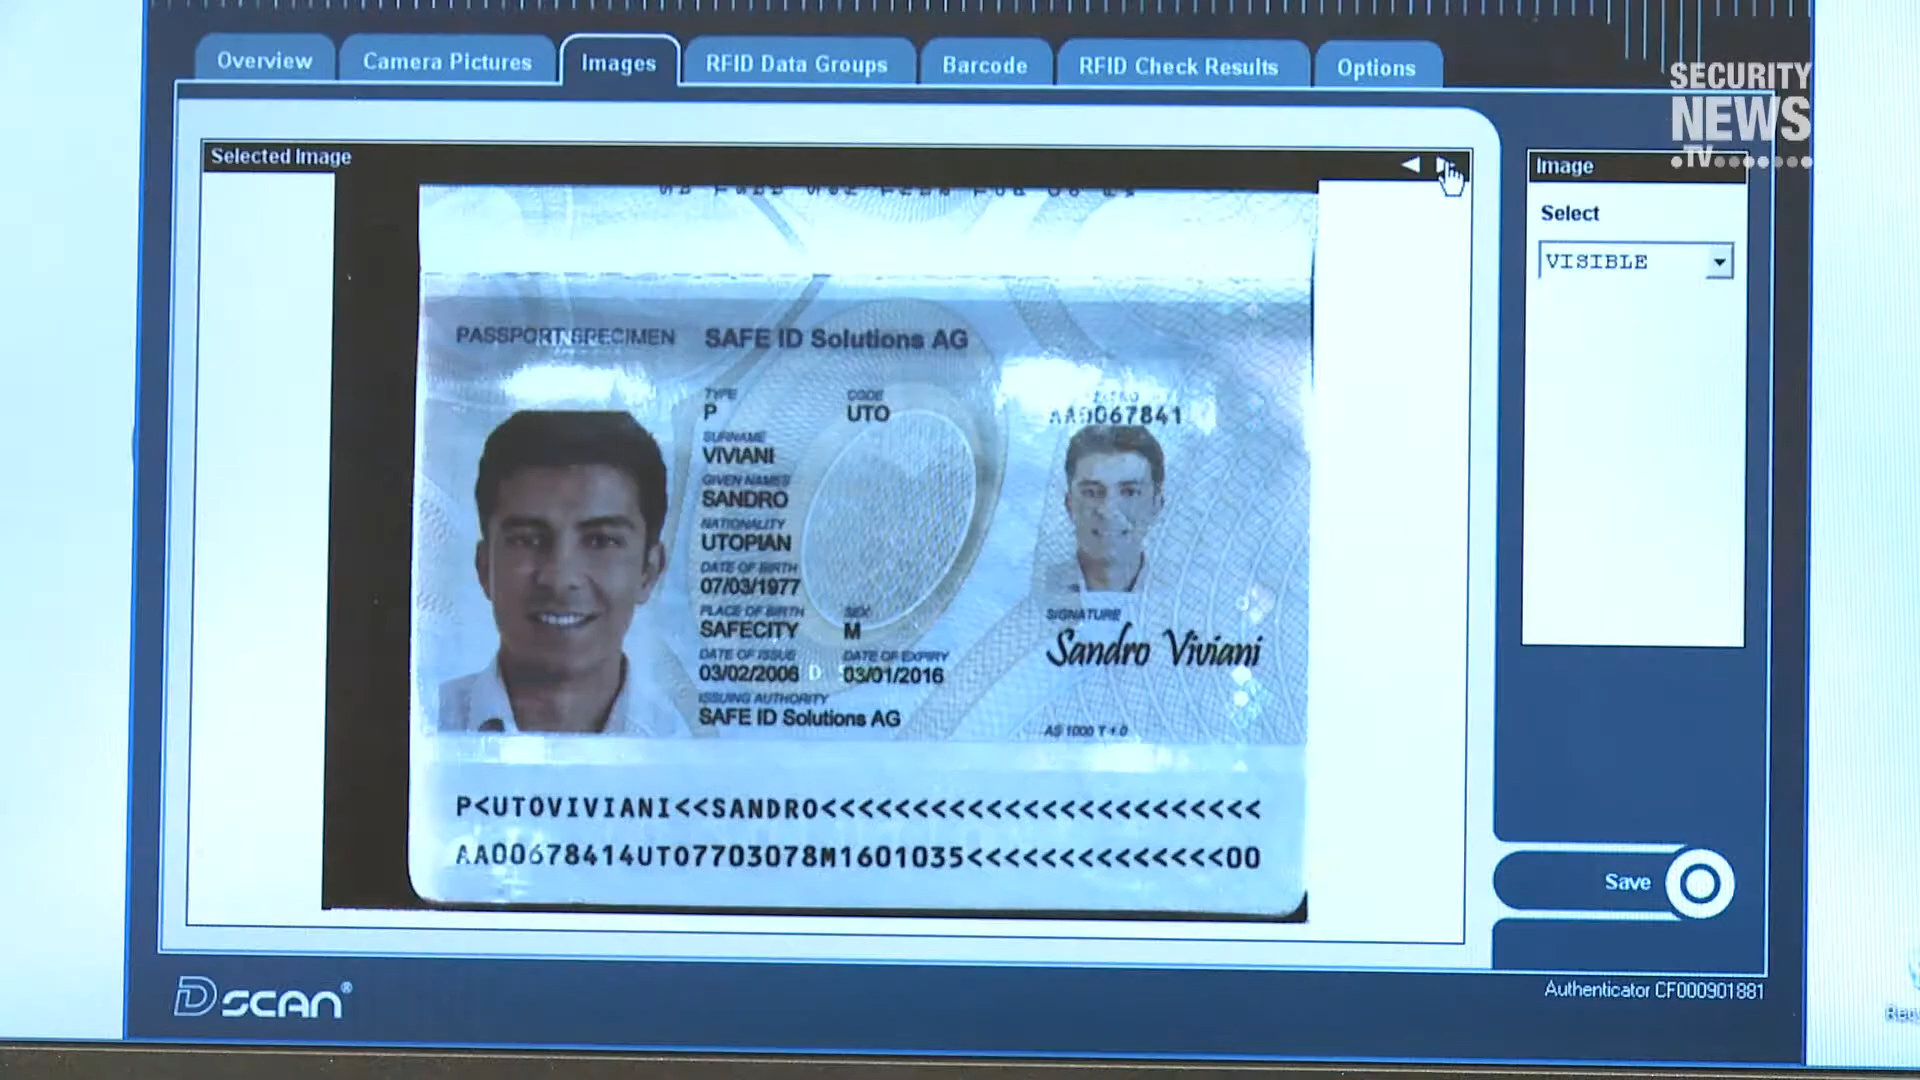 Overview
Camera Pictures
Images
RFID Data Groups
Barcode
RFID Check Results
Options
SECURITY
NEWS
.TV
Selected Image
Image
Select
VISIBLE
PASSPORT SPECIMEN SAFE ID Solutions AG
TYPE CODE
P UTO
AA0067841
SURNAME
VIVIANI
GIVEN NAMES
SANDRO
NATIONALITY
UTOPIAN
DATE OF BIRTH
07/03/1977
PLACE OF BIRTH SEX
SAFECITY M
SIGNATURE
Sandro Viviani
DATE OF ISSUE DATE OF EXPIRY
03/02/2006 D 03/01/2016
ISSUING AUTHORITY
SAFE ID Solutions AG
AS 1000 T + 0
P<UTOVIVIANI<<SANDRO<<<<<<<<<<<<<<<<<<<<<<<<
AA00678414UTO7703078M1601035<<<<<<<<<<<<<<00
Save
DSCAN®
Authenticator CF000901881